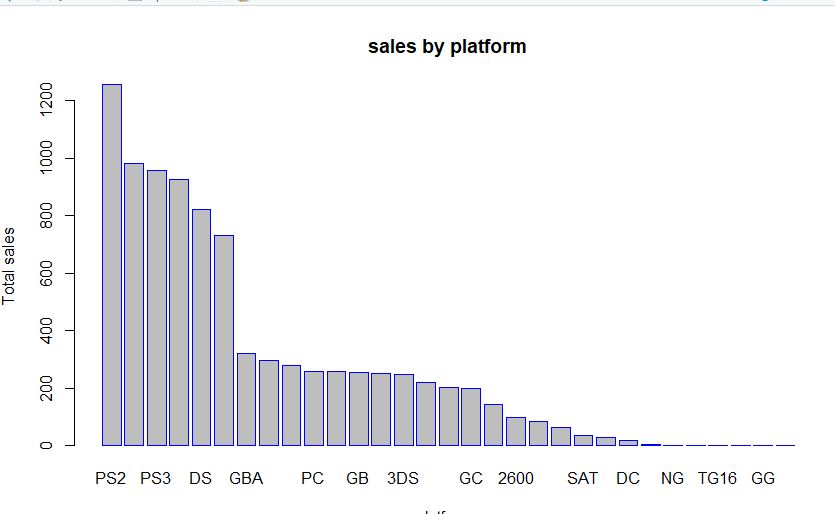 sales by platform
Total sales
1200
1000
800
600
400
200
0
PS2 PS3 DS GBA PC GB 3DS GC 2600 SAT DC NG TG16 GG